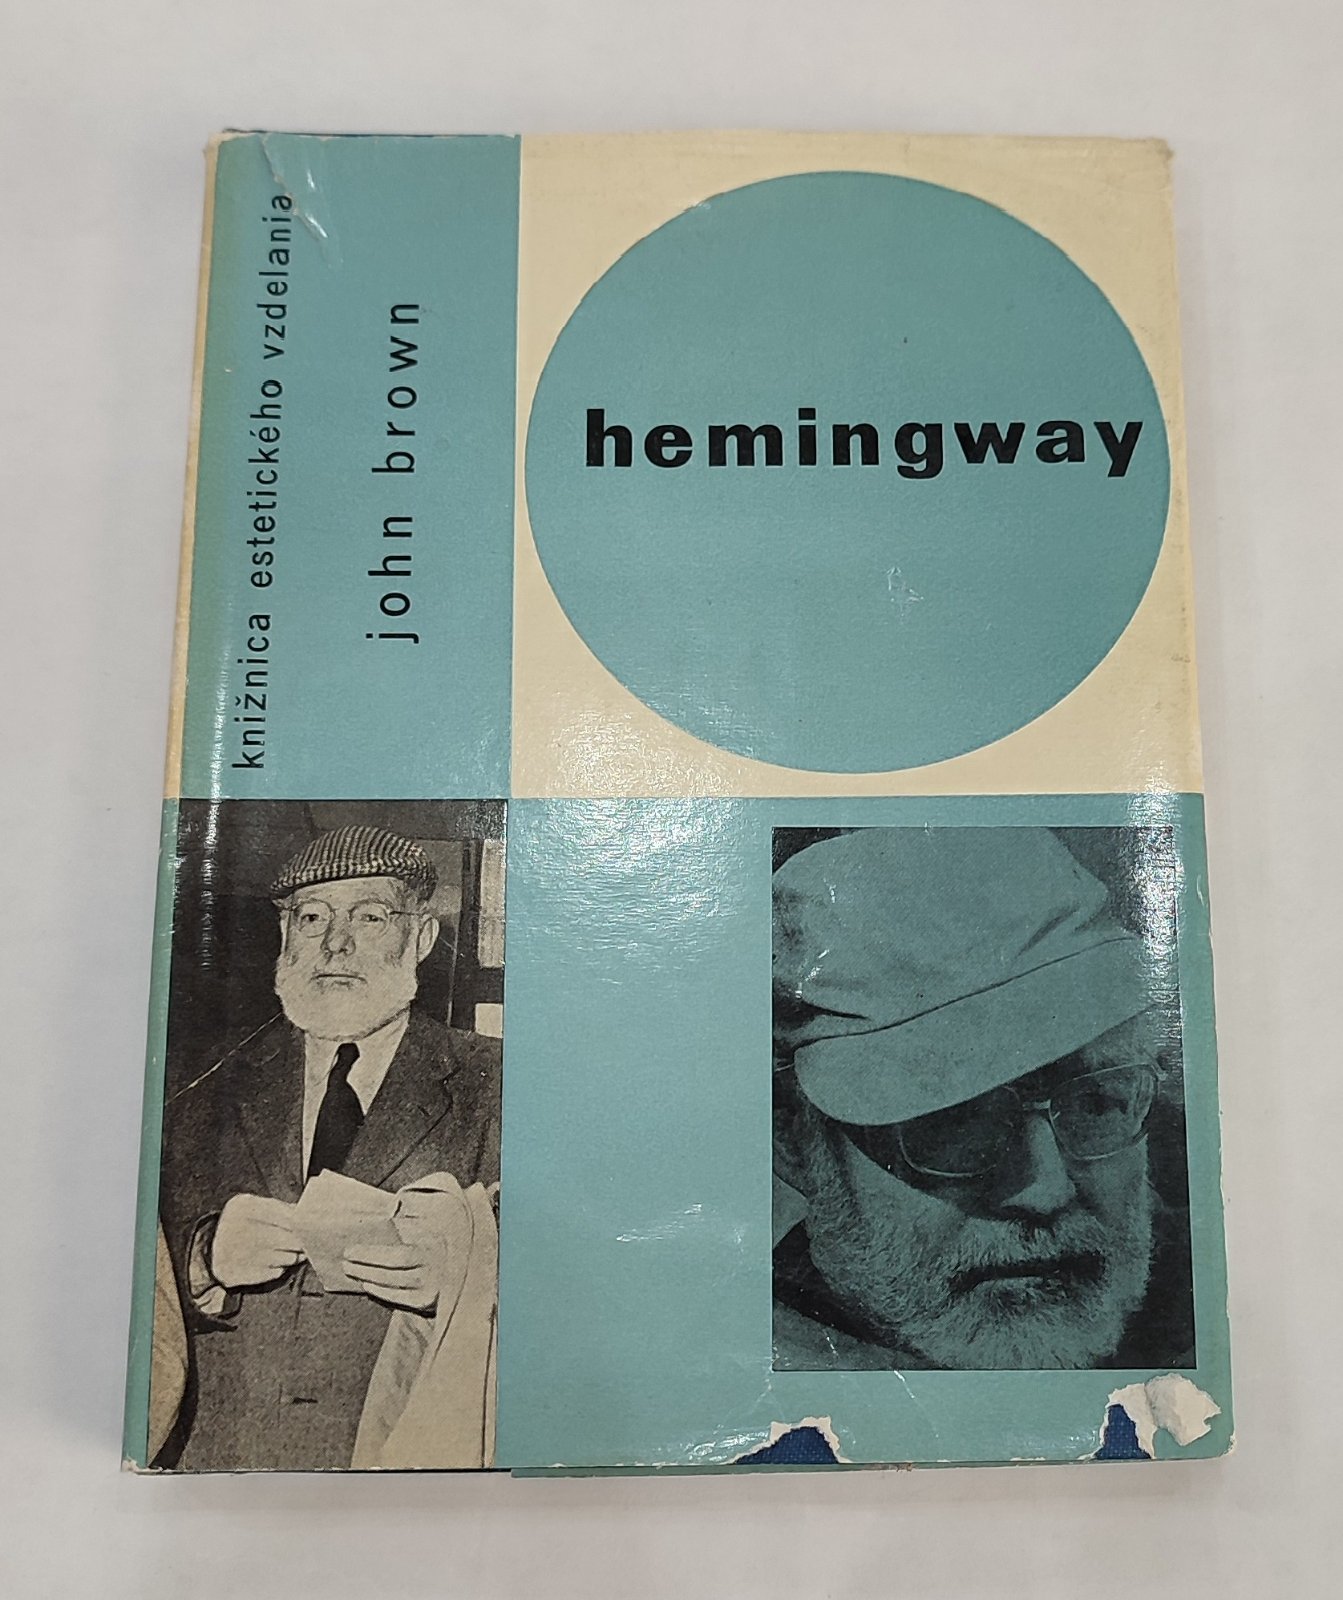 knižnica estetického vzdelania
john brown
hemingway